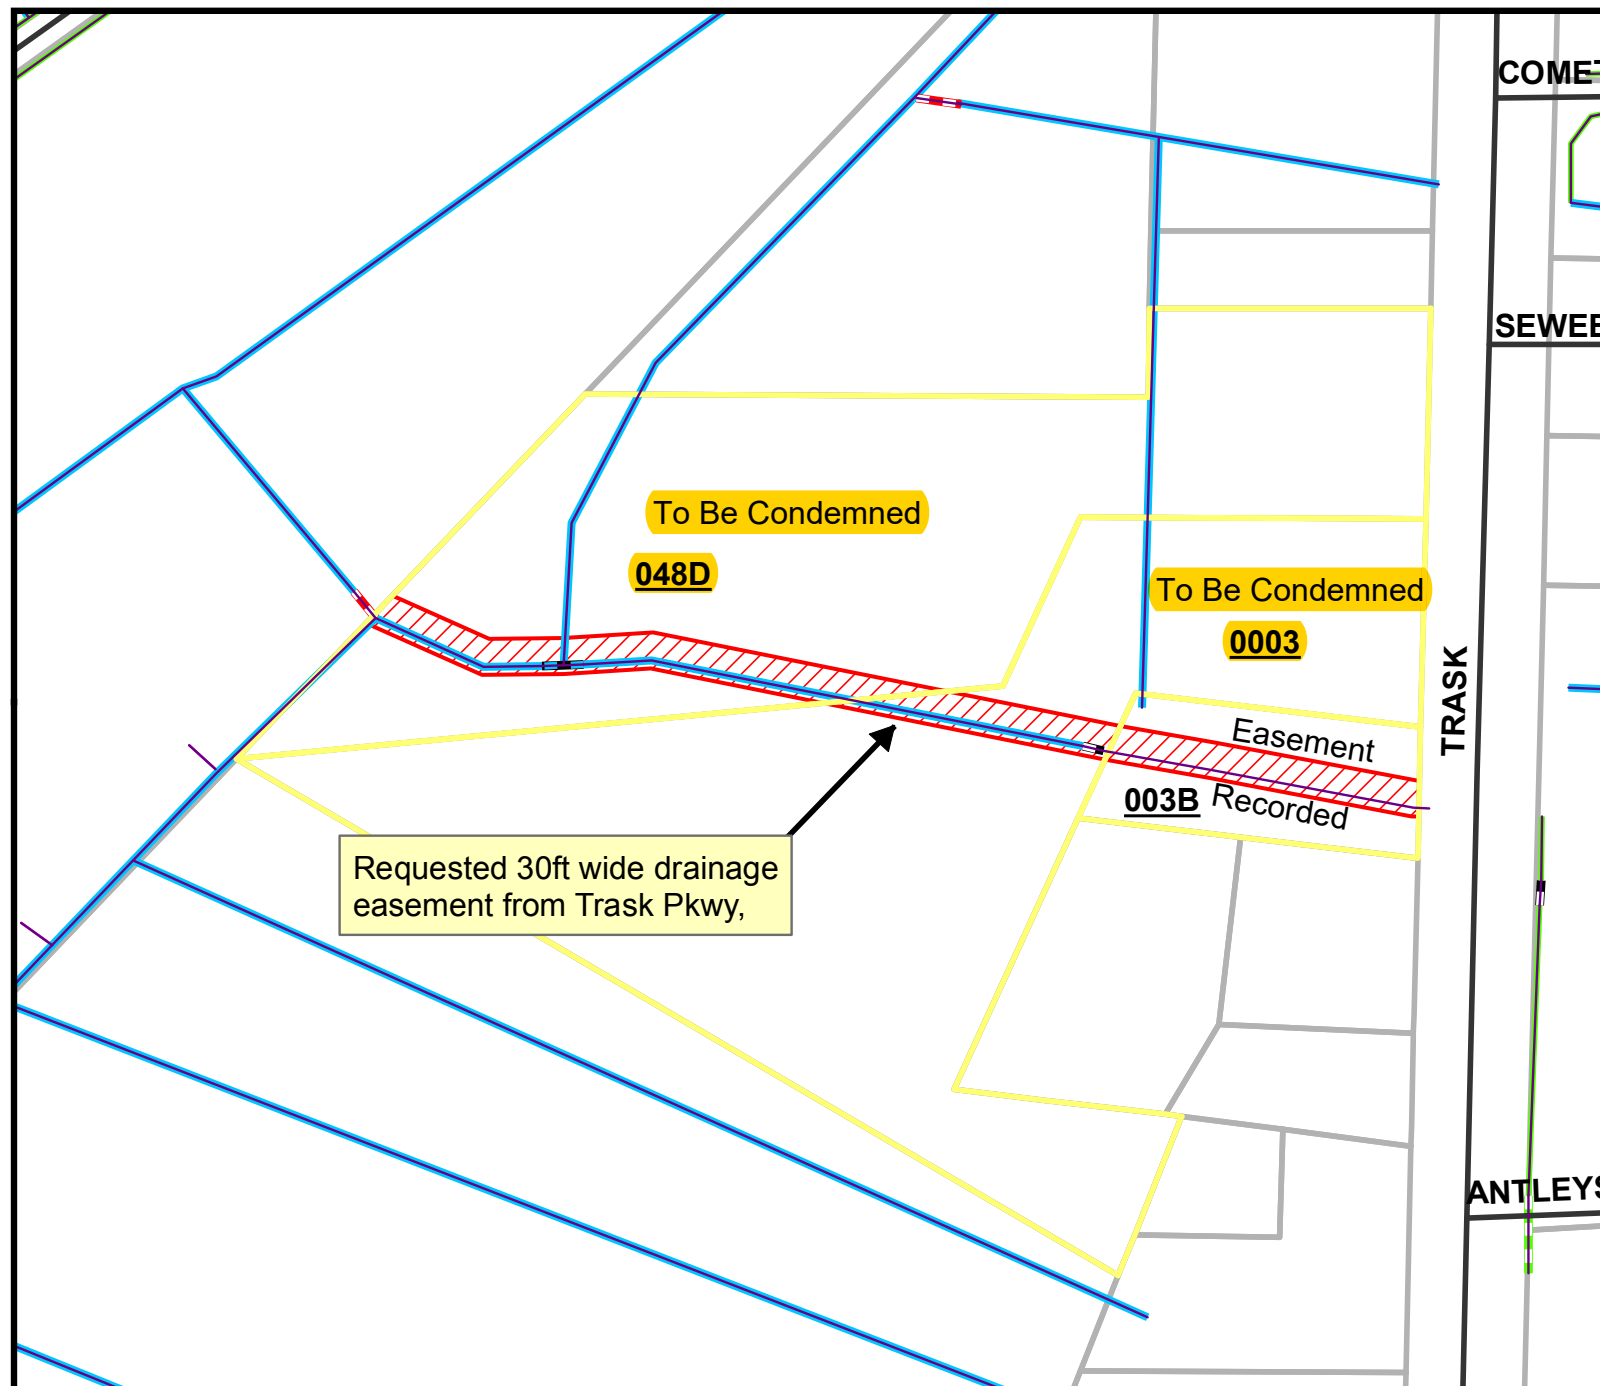 COMET
SEWEE
To Be Condemned
048D
To Be Condemned
0003
TRASK
Easement
003B
Recorded
Requested 30ft wide drainage
easement from Trask Pkwy,
ANTLEYS